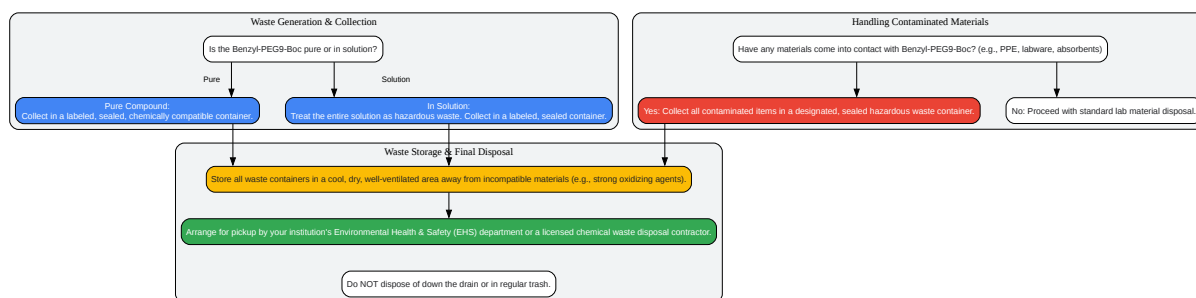 Waste Generation & Collection
Is the Benzyl-PEG9-Boc pure or in solution?
Pure
Solution
Pure Compound:
Collect in a labeled, sealed, chemically compatible container.
In Solution:
Treat the entire solution as hazardous waste. Collect in a labeled, sealed container.
Handling Contaminated Materials
Have any materials come into contact with Benzyl-PEG9-Boc? (e.g., PPE, labware, absorbents)
Yes: Collect all contaminated items in a designated, sealed hazardous waste container.
No: Proceed with standard lab material disposal.
Waste Storage & Final Disposal
Store all waste containers in a cool, dry, well-ventilated area away from incompatible materials (e.g., strong oxidizing agents).
Arrange for pickup by your institution's Environmental Health & Safety (EHS) department or a licensed chemical waste disposal contractor.
Do NOT dispose of down the drain or in regular trash.